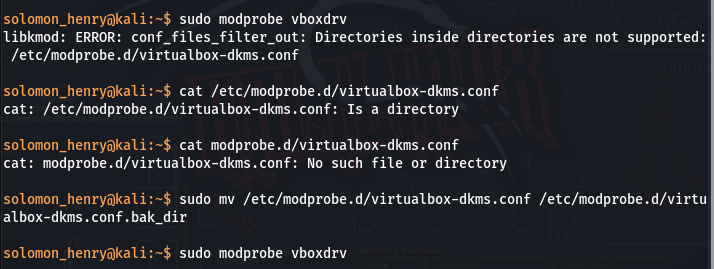 solomon_henry@kali:~$ sudo modprobe vboxdrv
libkmod: ERROR: conf_files_filter_out: Directories inside directories are not supported:
 /etc/modprobe.d/virtualbox-dkms.conf
solomon_henry@kali:~$ cat /etc/modprobe.d/virtualbox-dkms.conf
cat: /etc/modprobe.d/virtualbox-dkms.conf: Is a directory
solomon_henry@kali:~$ cat modprobe.d/virtualbox-dkms.conf
cat: modprobe.d/virtualbox-dkms.conf: No such file or directory
solomon_henry@kali:~$ sudo mv /etc/modprobe.d/virtualbox-dkms.conf /etc/modprobe.d/virtu
albox-dkms.conf.bak_dir
solomon_henry@kali:~$ sudo modprobe vboxdrv